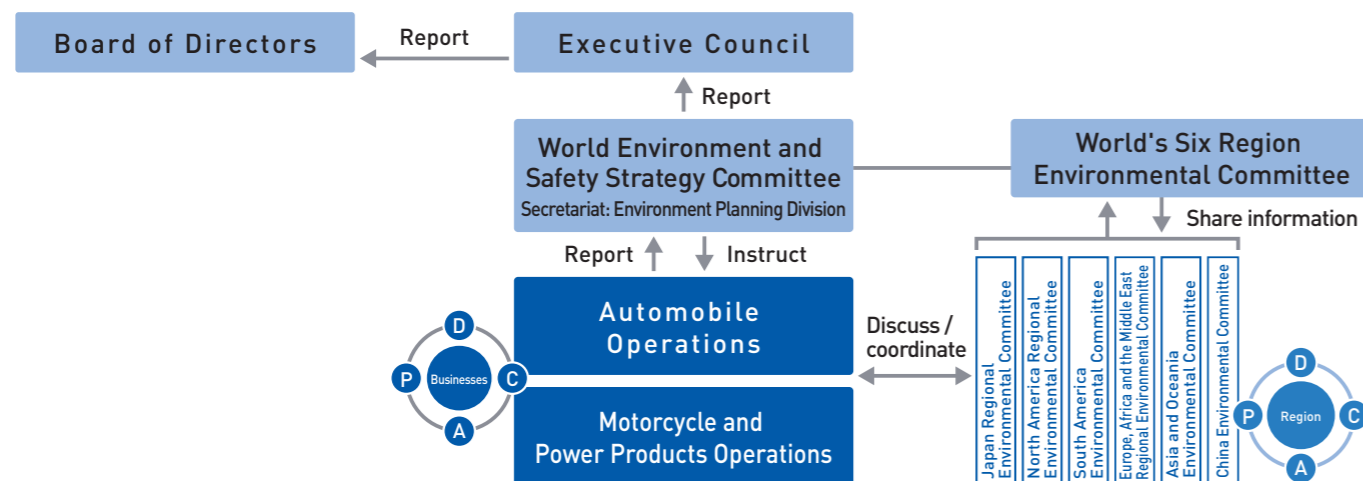 Board of Directors
Report
Executive Council
Report
World Environment and
Safety Strategy Committee
Secretariat: Environment Planning Division
World's Six Region
Environmental Committee
Share information
Report
Instruct
Automobile
Operations
Motorcycle and
Power Products Operations
D
P
Businesses
C
A
Discuss /
coordinate
Japan Regional
Environmental Committee
North America Regional
Environmental Committee
South America
Environmental Committee
Europe, Africa and the Middle East
Regional Environmental Committee
Asia and Oceania
Environmental Committee
China Environmental Committee
D
P
Region
C
A